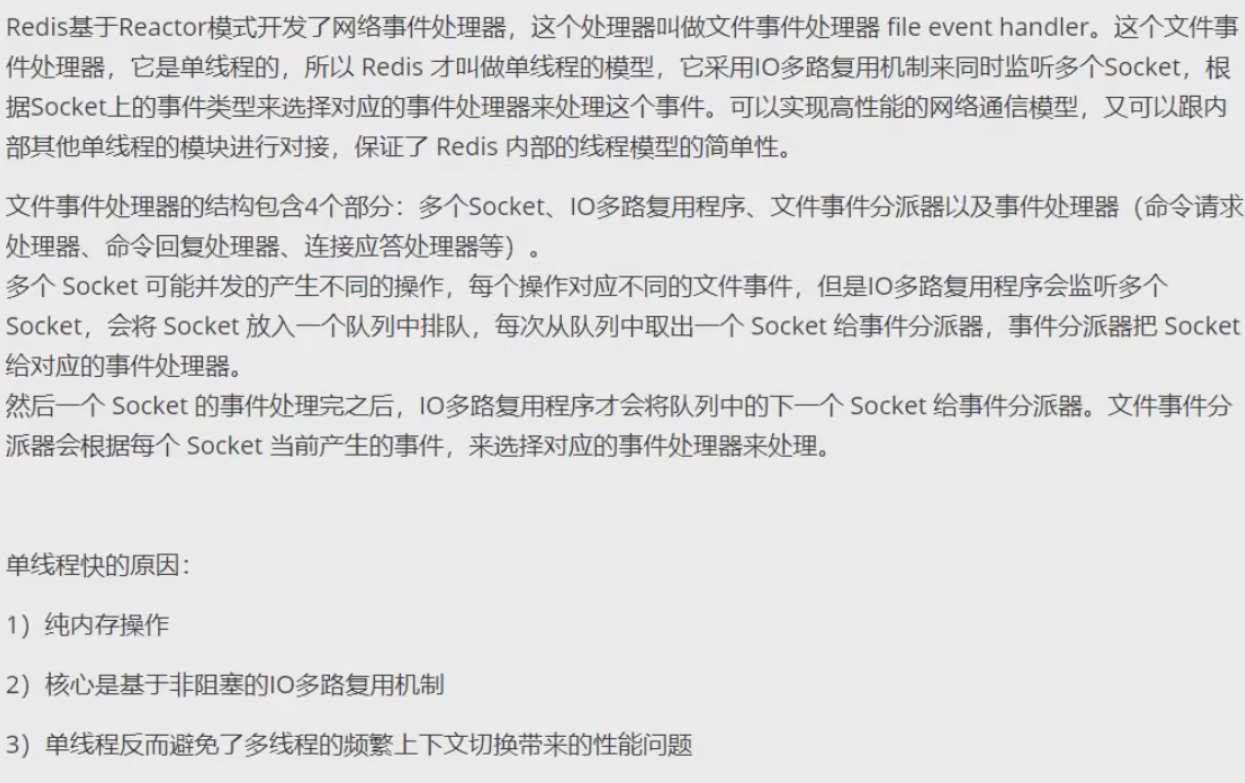 Redis基于Reactor模式开发了网络事件处理器，这个处理器叫做文件事件处理器 file event handler。这个文件事
件处理器，它是单线程的，所以 Redis 才叫做单线程的模型，它采用IO多路复用机制来同时监听多个Socket，根
据Socket上的事件类型来选择对应的事件处理器来处理这个事件。可以实现高性能的网络通信模型，又可以跟内
部其他单线程的模块进行对接，保证了 Redis 内部的线程模型的简单性。
文件事件处理器的结构包含4个部分：多个Socket、IO多路复用程序、文件事件分派器以及事件处理器（命令请求
处理器、命令回复处理器、连接应答处理器等）。
多个 Socket 可能并发的产生不同的操作，每个操作对应不同的文件事件，但是IO多路复用程序会监听多个
Socket，会将 Socket 放入一个队列中排队，每次从队列中取出一个 Socket 给事件分派器，事件分派器把 Socket
给对应的事件处理器。
然后一个 Socket 的事件处理完之后，IO多路复用程序才会将队列中的下一个 Socket 给事件分派器。文件事件分
派器会根据每个 Socket 当前产生的事件，来选择对应的事件处理器来处理。
单线程快的原因：
1）纯内存操作
2）核心是基于非阻塞的IO多路复用机制
3）单线程反而避免了多线程的频繁上下文切换带来的性能问题